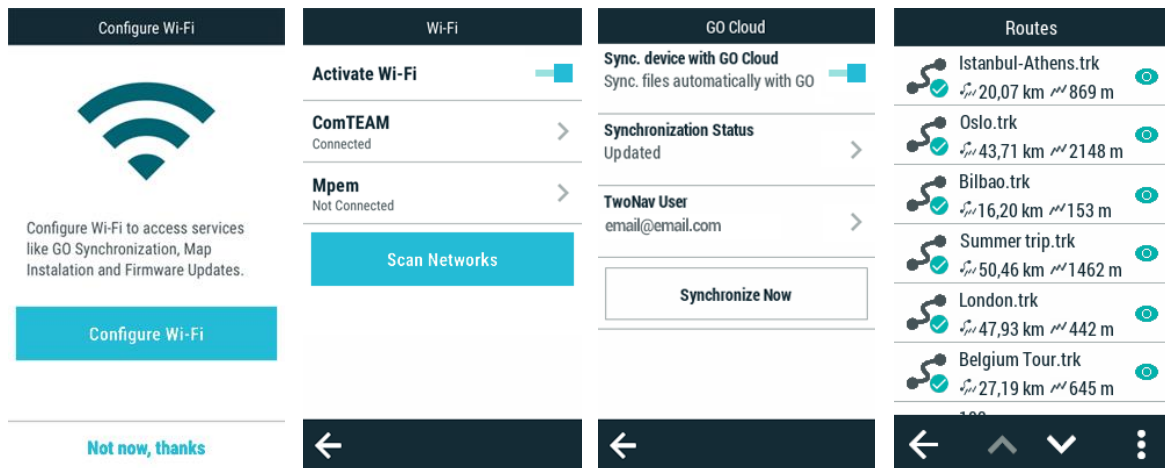 Configure Wi-Fi
Configure Wi-Fi to access services
like GO Synchronization, Map
Instalation and Firmware Updates.
Configure Wi-Fi
Not now, thanks
Wi-Fi
Activate Wi-Fi
ComTEAM
Connected
Mpem
Not Connected
Scan Networks
GO Cloud
Sync. device with GO Cloud
Sync. files automatically with GO
Synchronization Status
Updated
TwoNav User
email@email.com
Synchronize Now
Routes
Istanbul-Athens.trk
20,07 km 869 m
Oslo.trk
43,71 km 2148 m
Bilbao.trk
16,20 km 153 m
Summer trip.trk
50,46 km 1462 m
London.trk
47,93 km 442 m
Belgium Tour.trk
27,19 km 645 m